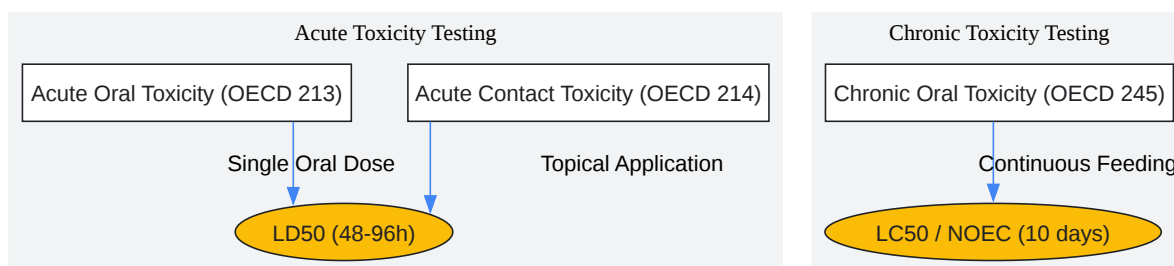 Acute Toxicity Testing
Acute Oral Toxicity (OECD 213)
Acute Contact Toxicity (OECD 214)
Single Oral Dose
Topical Application
LD50 (48-96h)
Chronic Toxicity Testing
Chronic Oral Toxicity (OECD 245)
Continuous Feeding
LC50 / NOEC (10 days)